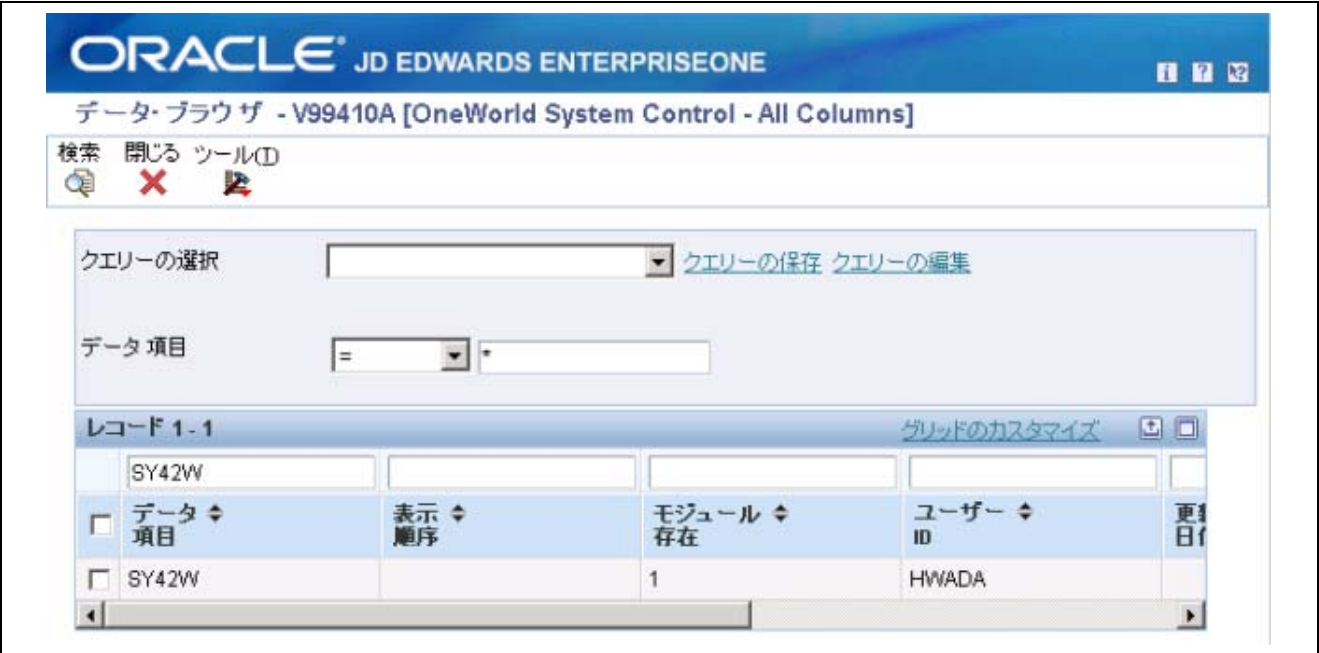 ORACLE® JD EDWARDS ENTERPRISEONE
i ? ?
データ・ブラウザ - V99410A [OneWorld System Control - All Columns]
検索 閉じる ツール(T)
クエリーの選択 クエリーの保存 クエリーの編集
データ項目 = *
レコード 1 - 1 グリッドのカスタマイズ
SY42W
データ 表示 モジュール ユーザー
項目 順序 存在 ID 日
SY42W 1 HWADA